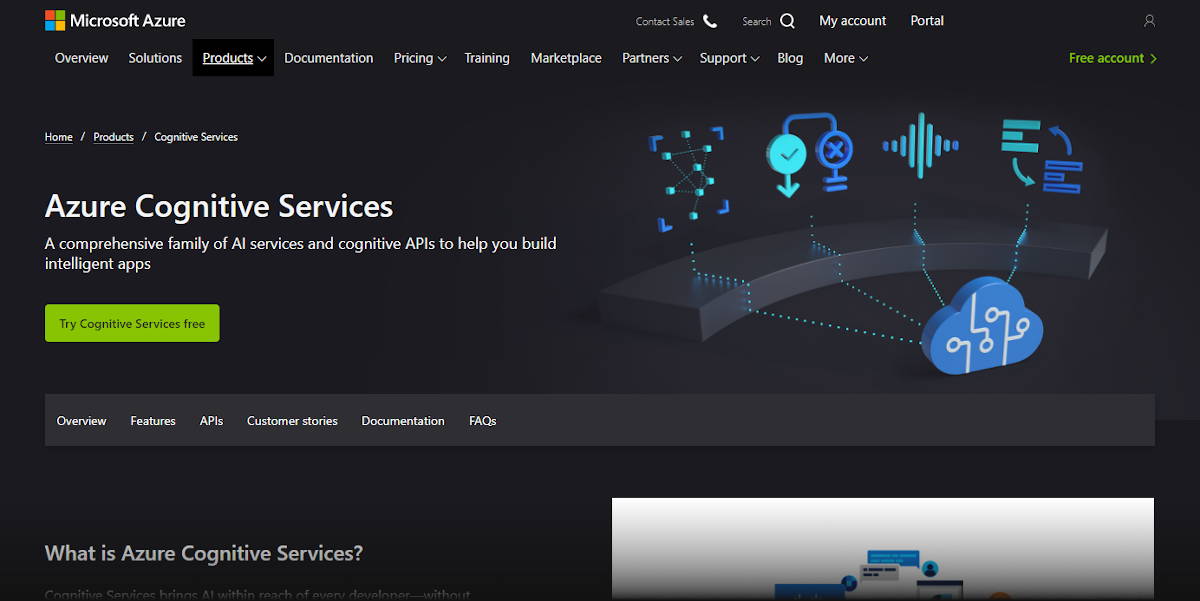 Microsoft Azure
Contact Sales Search My account Portal
Overview Solutions Products Documentation Pricing Training Marketplace Partners Support Blog More Free account
Home / Products / Cognitive Services
Azure Cognitive Services
A comprehensive family of AI services and cognitive APIs to help you build
intelligent apps
Try Cognitive Services free
Overview Features APIs Customer stories Documentation FAQs
What is Azure Cognitive Services?
Cognitive Services brings AI within reach of every developer—without